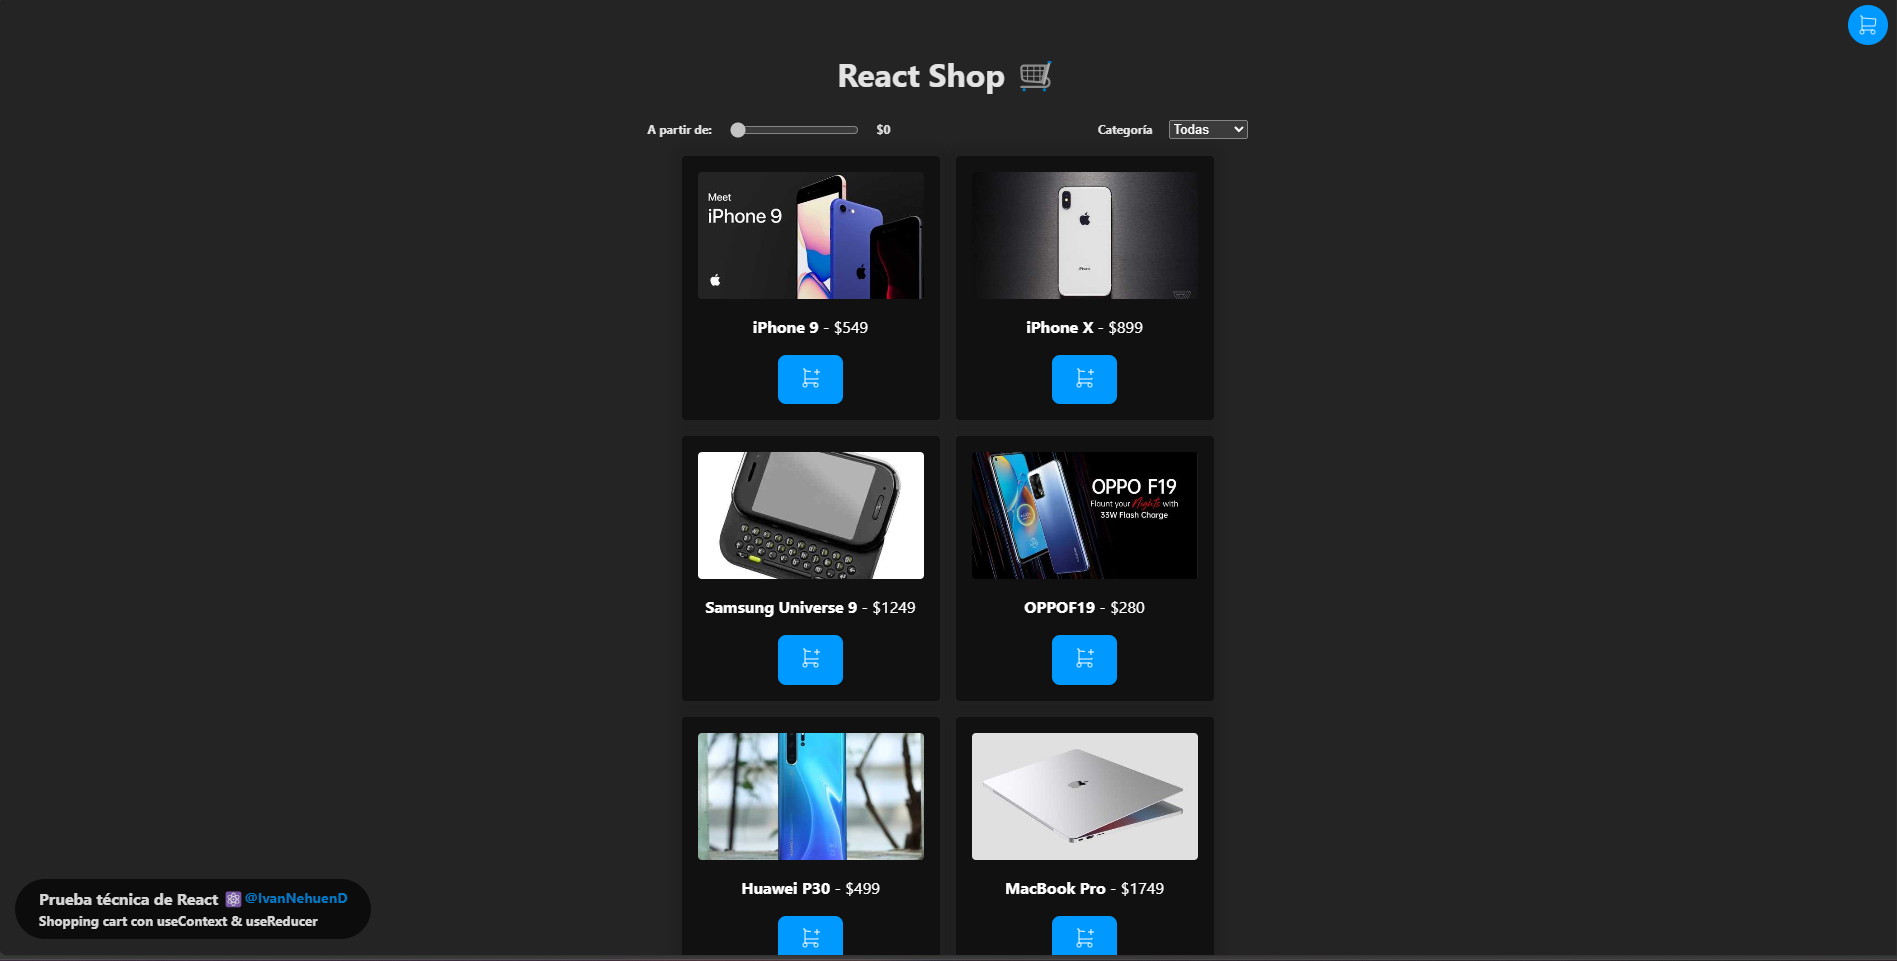 React Shop 🛒
A partir de: $0 Categoría Todas
Meet
iPhone 9
iPhone
iPhone 9 - $549
iPhone X - $899
OPPO F19
Flaunt your Nights with
33W Flash Charge
Samsung Universe 9 - $1249
OPPOF19 - $280
Huawei P30 - $499
MacBook Pro - $1749
Prueba técnica de React ⚛️ @IvanNehuenD
Shopping cart con useContext & useReducer